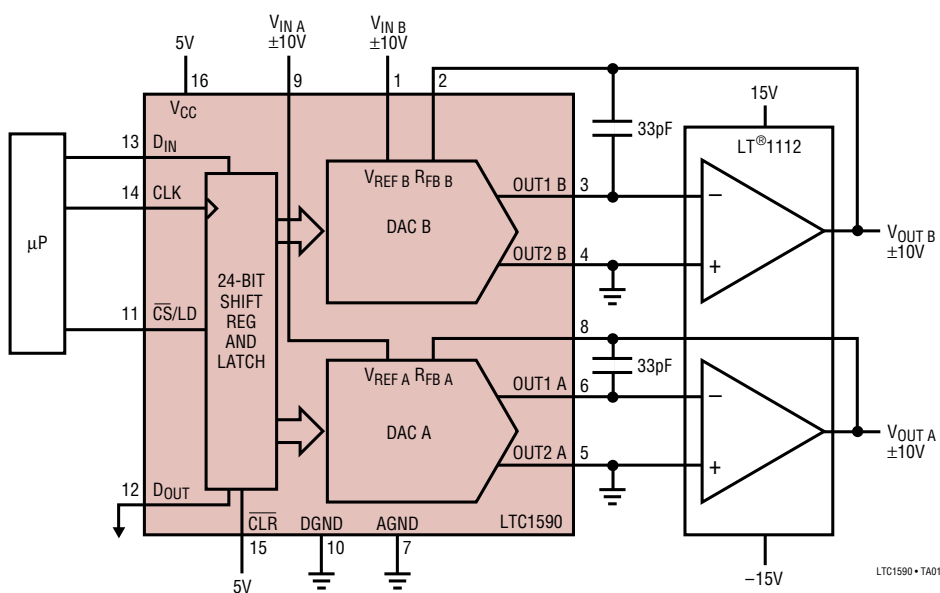 V_IN A
±10V
V_IN B
±10V
5V
16
9
1
2
V_CC
33pF
15V
LT®1112
μP
13
D_IN
14
CLK
11
C̅S̅/LD
24-BIT
SHIFT
REG
AND
LATCH
V_REF B R_FB B
DAC B
OUT1 B
3
OUT2 B
4
−
+
V_OUT B
±10V
8
33pF
V_REF A R_FB A
DAC A
OUT1 A
6
OUT2 A
5
−
+
V_OUT A
±10V
12
D_OUT
C̅L̅R̅
15
5V
DGND
10
AGND
7
LTC1590
–15V
LTC1590 • TA01